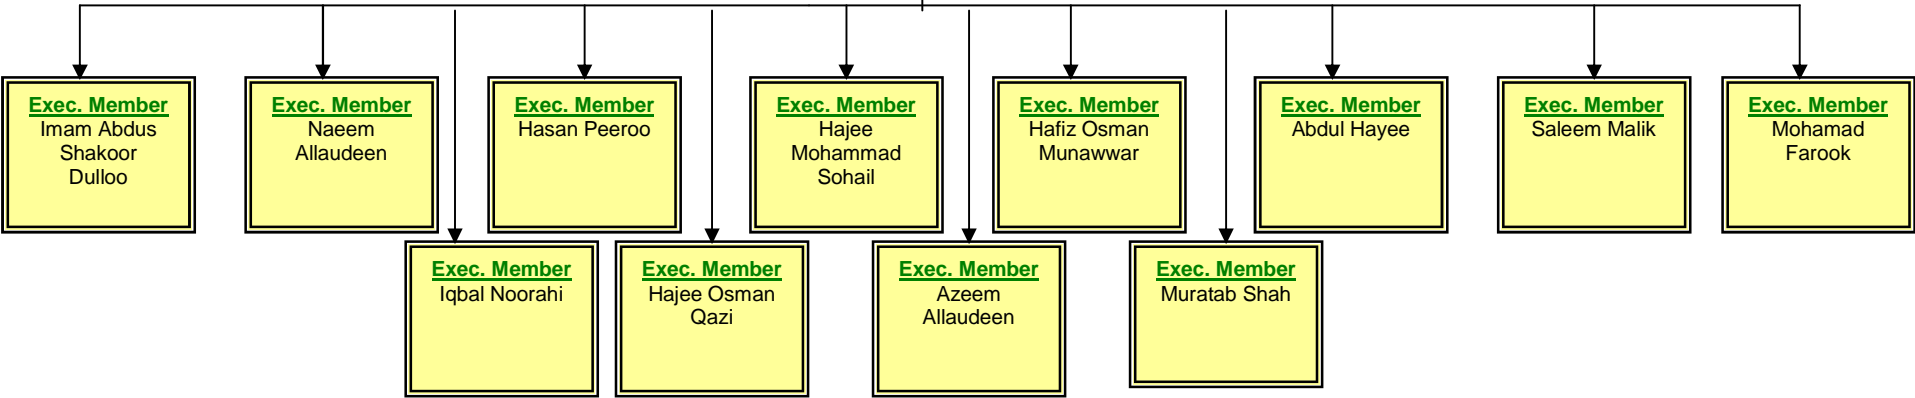 Exec. Member
Imam Abdus
Shakoor
Dulloo
Exec. Member
Naeem
Allaudeen
Exec. Member
Hasan Peeroo
Exec. Member
Hajee
Mohammad
Sohail
Exec. Member
Hafiz Osman
Munawwar
Exec. Member
Abdul Hayee
Exec. Member
Saleem Malik
Exec. Member
Mohamad
Farook
Exec. Member
Iqbal Noorahi
Exec. Member
Hajee Osman
Qazi
Exec. Member
Azeem
Allaudeen
Exec. Member
Muratab Shah